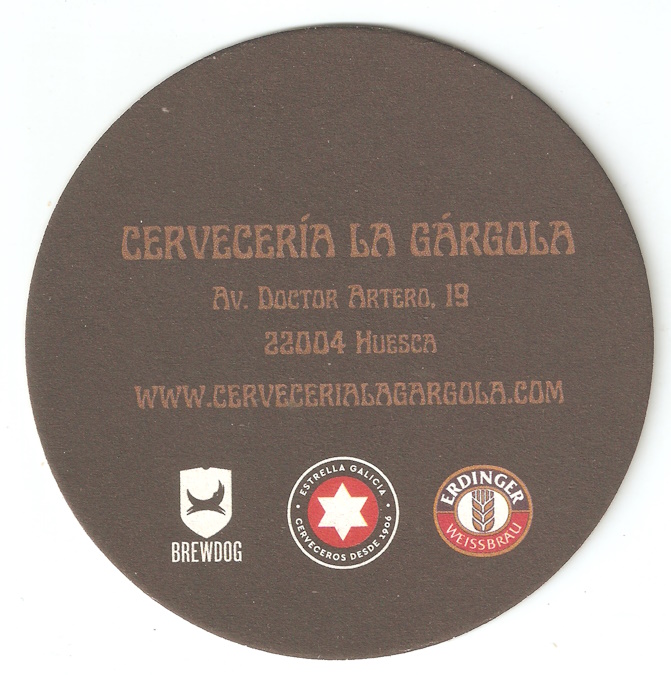 CERVECERÍA LA GÁRGOLA
AV. DOCTOR ARTERO, 19
22004 HUESCA
WWW.CERVECERIALAGARGOLA.COM
BREWDOG
ESTRELLA GALICIA
CERVECEROS DESDE 1906
ERDINGER
WEISSBRÄU